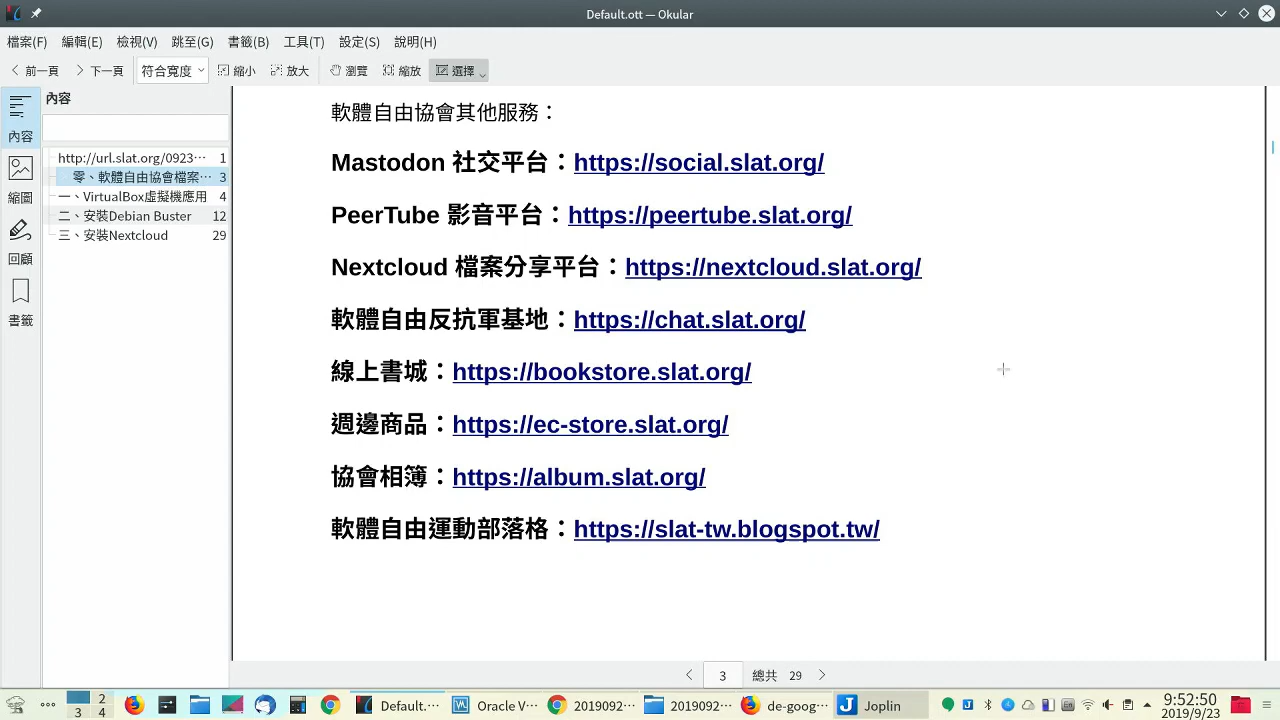 Default.ott — Okular
檔案(F) 編輯(E) 檢視(V) 跳至(G) 書籤(B) 工具(T) 設定(S) 說明(H)
前一頁 下一頁 符合寬度 縮小 放大 瀏覽 縮放 選擇
內容
內容
縮圖
回顧
書籤
http://url.slat.org/0923··· 1
零、軟體自由協會檔案··· 3
一、VirtualBox虛擬機應用 4
二、安裝Debian Buster 12
三、安裝Nextcloud 29
軟體自由協會其他服務：
Mastodon 社交平台：https://social.slat.org/
PeerTube 影音平台：https://peertube.slat.org/
Nextcloud 檔案分享平台：https://nextcloud.slat.org/
軟體自由反抗軍基地：https://chat.slat.org/
線上書城：https://bookstore.slat.org/
週邊商品：https://ec-store.slat.org/
協會相簿：https://album.slat.org/
軟體自由運動部落格：https://slat-tw.blogspot.tw/
3 總共 29
2
3 4
Default.··· Oracle V··· 2019092··· 2019092··· de-goog··· Joplin
9:52:50
2019/9/23